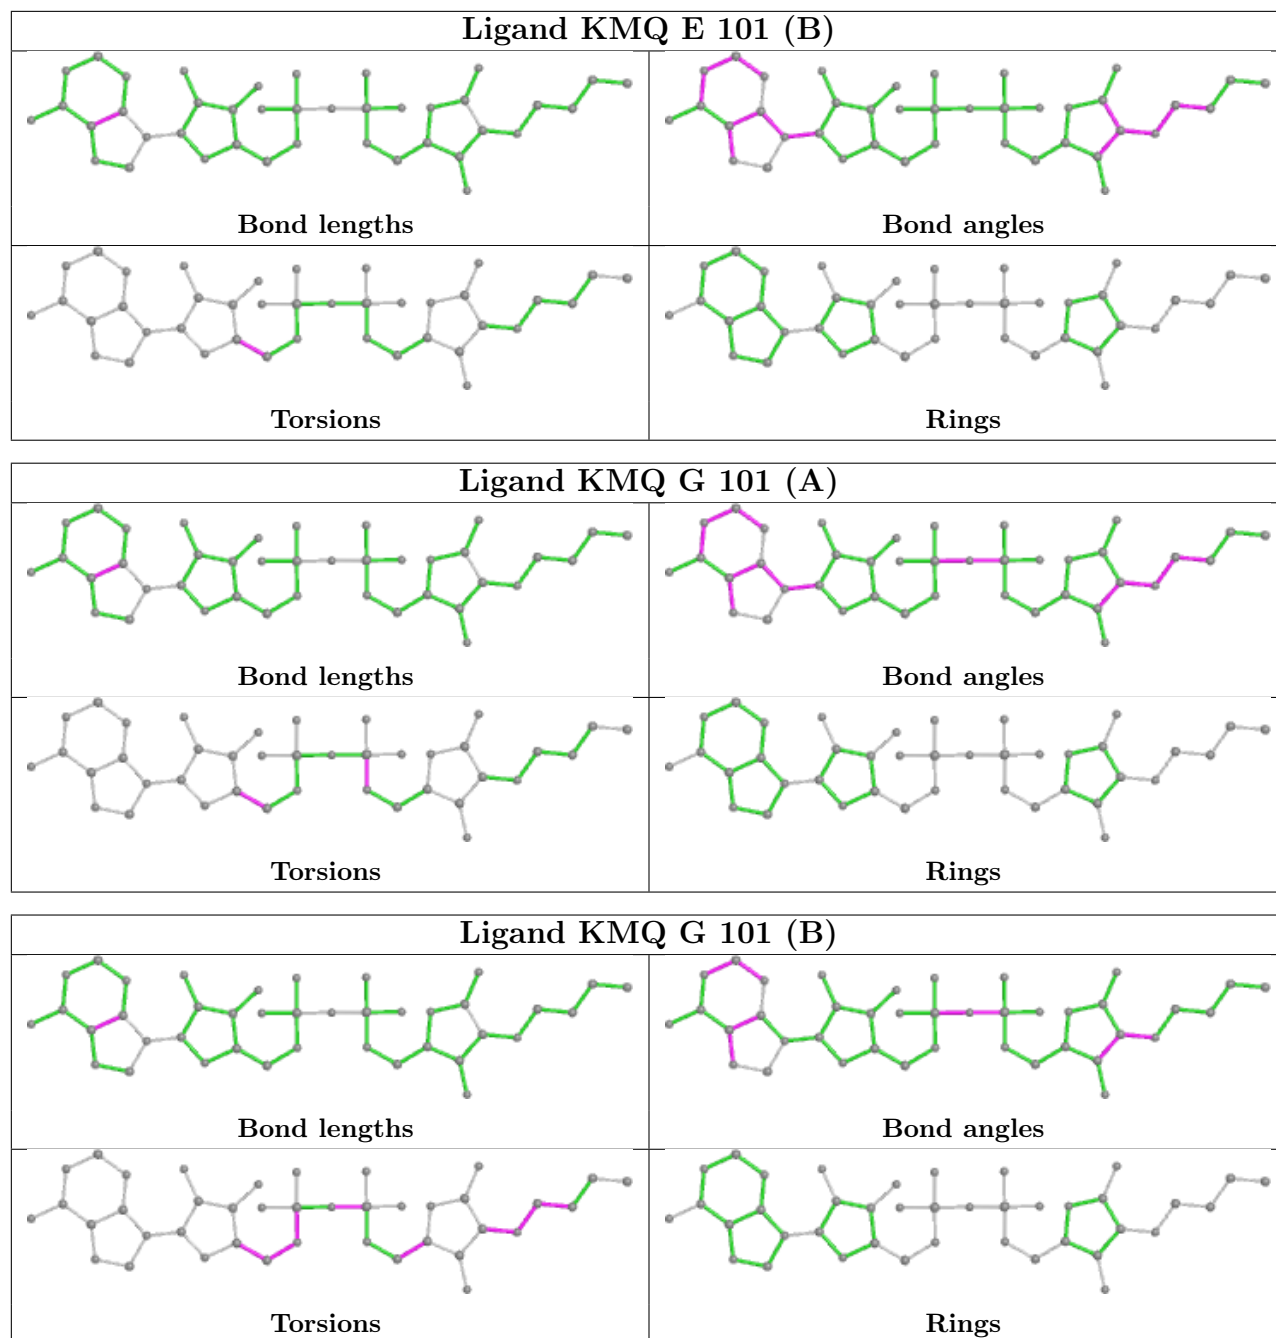 Ligand KMQ E 101 (B)
Bond lengths
Bond angles
Torsions
Rings
Ligand KMQ G 101 (A)
Bond lengths
Bond angles
Torsions
Rings
Ligand KMQ G 101 (B)
Bond lengths
Bond angles
Torsions
Rings